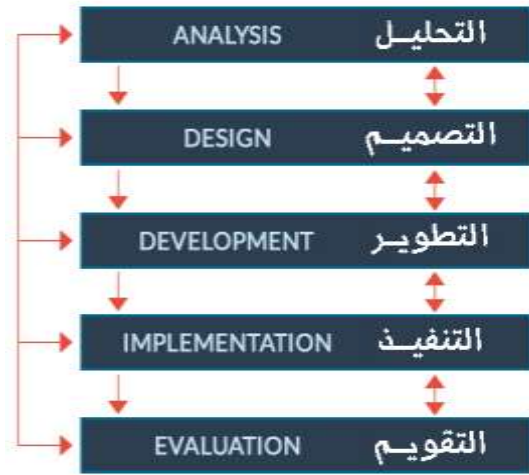 ANALYSIS التحليل
DESIGN التصميم
DEVELOPMENT التطوير
IMPLEMENTATION التنفيذ
EVALUATION التقويم